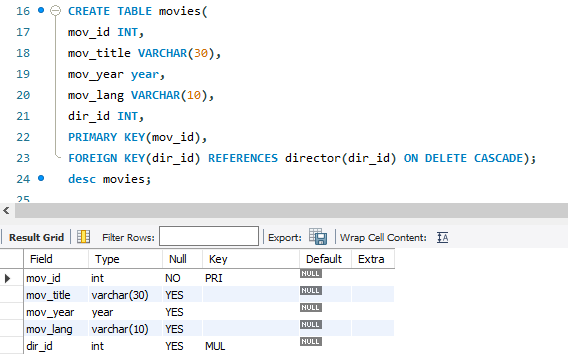 16 CREATE TABLE movies(
17 mov_id INT,
18 mov_title VARCHAR(30),
19 mov_year year,
20 mov_lang VARCHAR(10),
21 dir_id INT,
22 PRIMARY KEY(mov_id),
23 FOREIGN KEY(dir_id) REFERENCES director(dir_id) ON DELETE CASCADE);
24 desc movies;
25
Result Grid Filter Rows: Export: Wrap Cell Content: IA
Field Type Null Key Default Extra
mov_id int NO PRI NULL
mov_title varchar(30) YES NULL
mov_year year YES NULL
mov_lang varchar(10) YES NULL
dir_id int YES MUL NULL